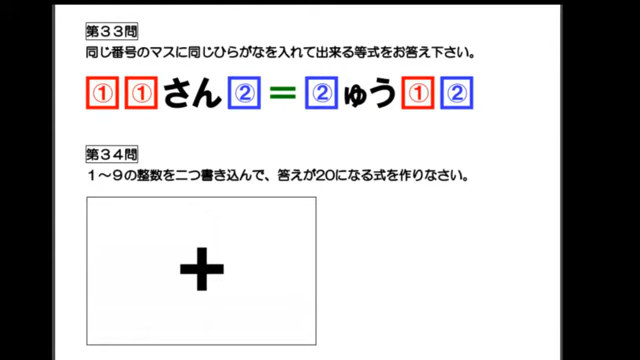 第33問
同じ番号のマスに同じひらがなを入れて出来る等式をお答え下さい。
①①さん②=②ゅう①②
第34問
1～9の整数を二つ書き込んで、答えが20になる式を作りなさい。
+